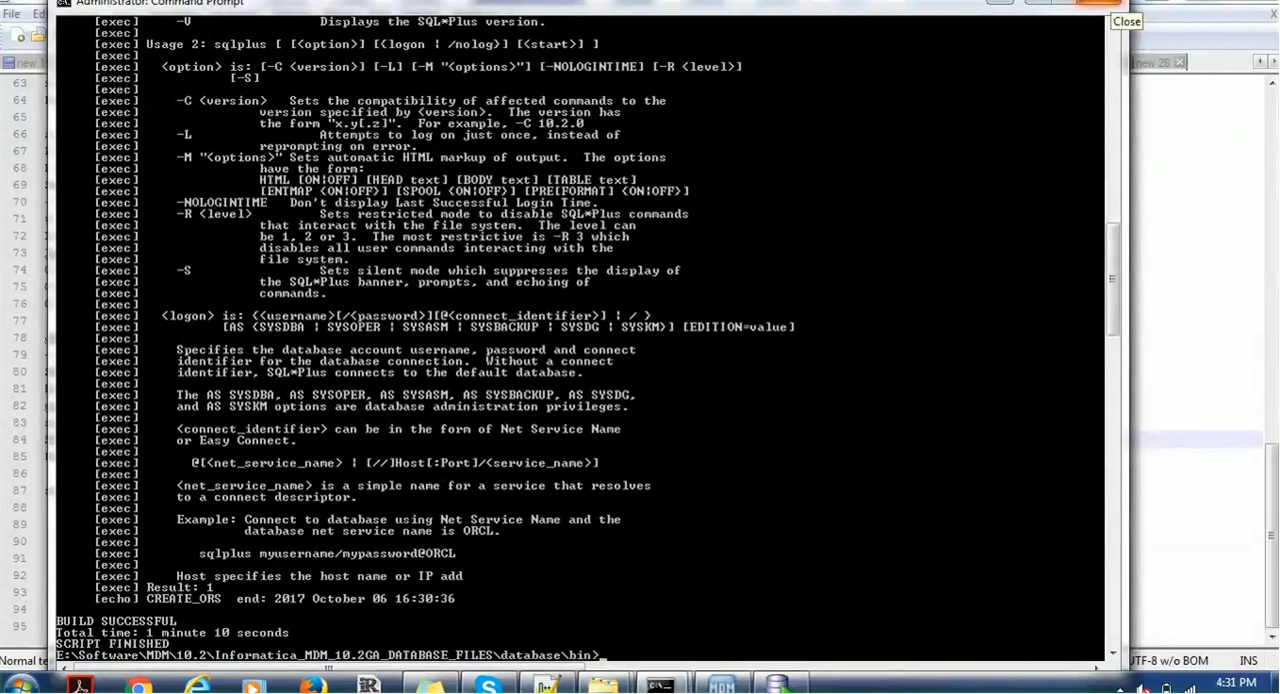 Administrator: Command Prompt
File Ed
Close
new
new 26
[exec] -V Displays the SQL*Plus version.
[exec]
[exec] Usage 2: sqlplus [ [<option>] [{logon | /nolog}] [<start>] ]
[exec]
[exec] <option> is: [-C <version>] [-L] [-M "<options>"] [-NOLOGINTIME] [-R <level>]
[exec] [-S]
[exec]
[exec] -C <version> Sets the compatibility of affected commands to the
[exec] version specified by <version>. The version has
[exec] the form "x.y[.z]". For example, -C 10.2.0
[exec] -L Attempts to log on just once, instead of
[exec] reprompting on error.
[exec] -M "<options>" Sets automatic HTML markup of output. The options
[exec] have the form:
[exec] HTML [ON|OFF] [HEAD text] [BODY text] [TABLE text]
[exec] [ENTMAP {ON|OFF}] [SPOOL {ON|OFF}] [PRE[FORMAT] {ON|OFF}]
[exec] -NOLOGINTIME Don't display Last Successful Login Time.
[exec] -R <level> Sets restricted mode to disable SQL*Plus commands
[exec] that interact with the file system. The level can
[exec] be 1, 2 or 3. The most restrictive is -R 3 which
[exec] disables all user commands interacting with the
[exec] file system.
[exec] -S Sets silent mode which suppresses the display of
[exec] the SQL*Plus banner, prompts, and echoing of
[exec] commands.
[exec]
[exec] <logon> is: {<username>[/<password>][@<connect_identifier>] | / }
[exec] [AS {SYSDBA | SYSOPER | SYSASM | SYSBACKUP | SYSDG | SYSKM}] [EDITION=value]
[exec]
[exec] Specifies the database account username, password and connect
[exec] identifier for the database connection. Without a connect
[exec] identifier, SQL*Plus connects to the default database.
[exec]
[exec] The AS SYSDBA, AS SYSOPER, AS SYSASM, AS SYSBACKUP, AS SYSDG,
[exec] and AS SYSKM options are database administration privileges.
[exec]
[exec] <connect_identifier> can be in the form of Net Service Name
[exec] or Easy Connect.
[exec]
[exec] @[<net_service_name> | [//]Host[:Port]/<service_name>]
[exec]
[exec] <net_service_name> is a simple name for a service that resolves
[exec] to a connect descriptor.
[exec]
[exec] Example: Connect to database using Net Service Name and the
[exec] database net service name is ORCL.
[exec]
[exec] sqlplus myusername/mypassword@ORCL
[exec]
[exec] Host specifies the host name or IP add
[exec] Result: 1
[echo] CREATE_ORS end: 2017 October 06 16:30:36
BUILD SUCCESSFUL
Total time: 1 minute 10 seconds
SCRIPT FINISHED
E:\Software\MDM\10.2\Informatica_MDM_10.2GA_DATABASE_FILES\database\bin>_
63
64
65
66
67
68
69
70
71
72
73
74
75
76
77
78
79
80
81
82
83
84
85
86
87
88
89
90
91
92
93
94
95
Normal te
UTF-8 w/o BOM INS
MDM
4:31 PM